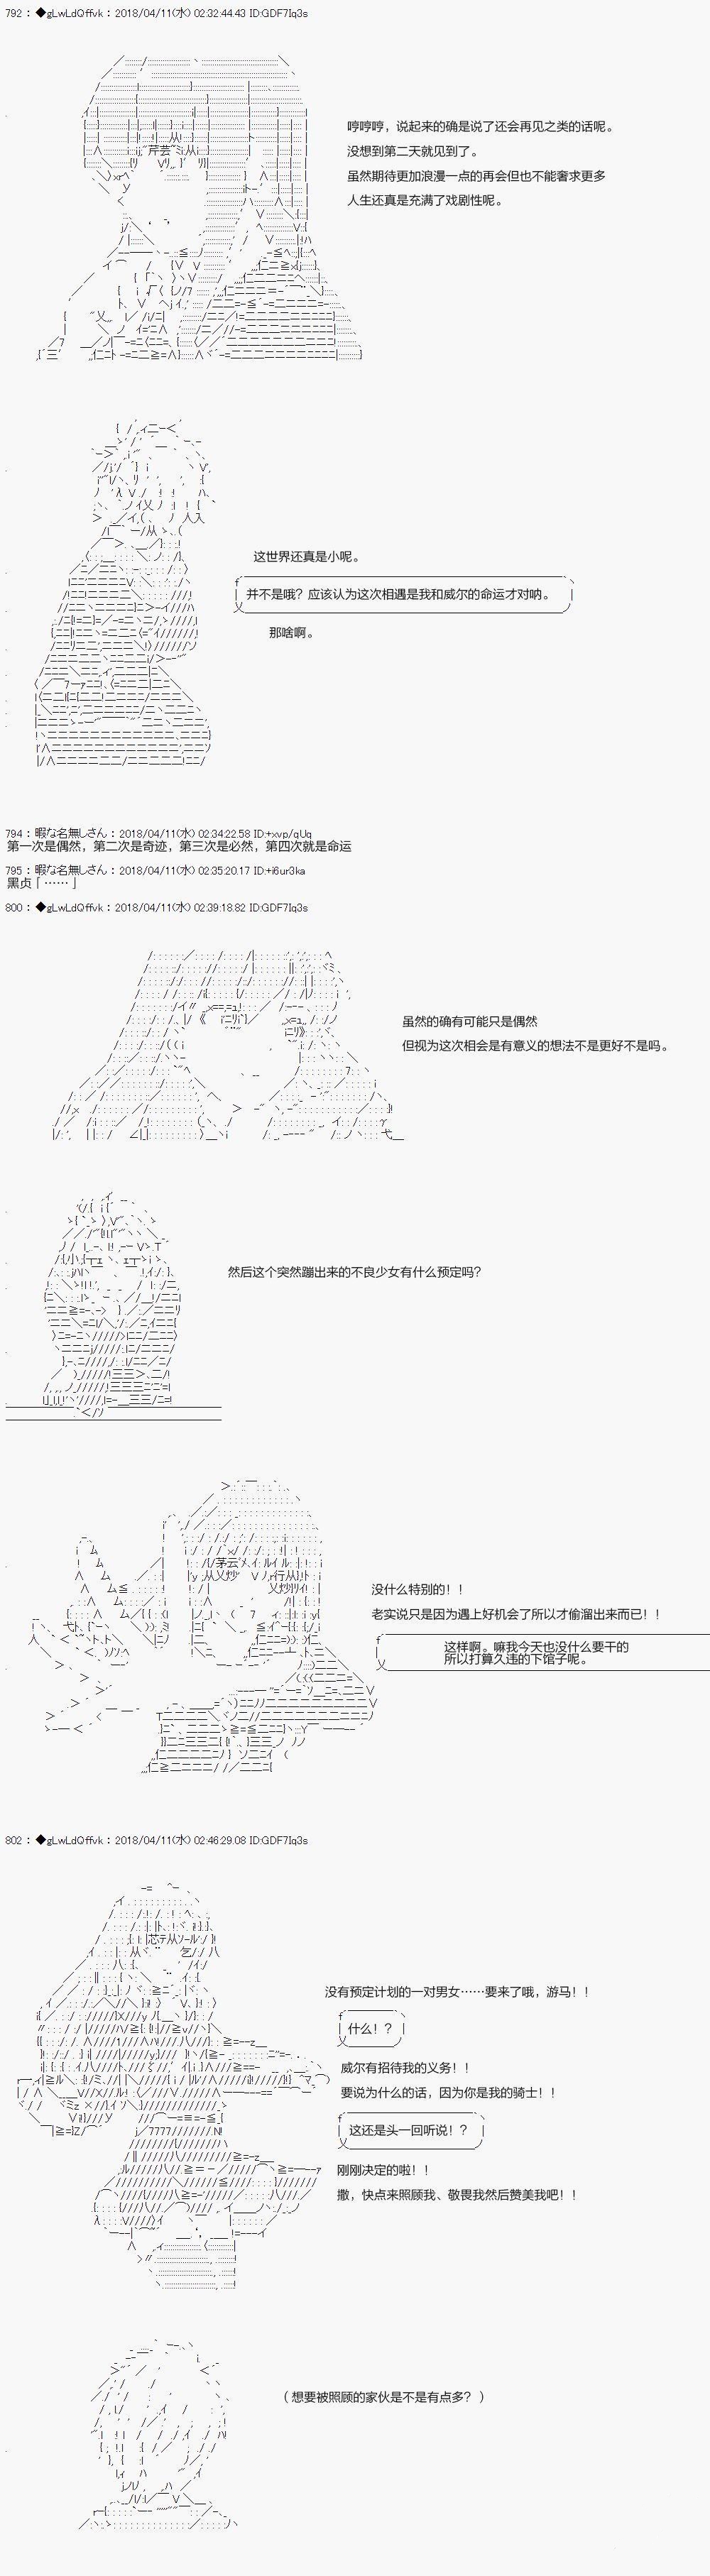 792 : ◆gLwLdQffvk : 2018/04/11(水) 02:32:44.43 ID:GDF7Iq3s
哼哼哼，说起来的确是说了还会再见之类的话呢。
没想到第二天就见到了。
虽然期待更加浪漫一点的再会但也不能奢求更多
人生还真是充满了戏剧性呢。
这世界还真是小呢。
并不是哦？应该认为这次相遇是我和威尔的命运才对呐。
那啥啊。
794 : 暇な名無しさん : 2018/04/11(水) 02:34:22.58 ID:+xvp/qUq
第一次是偶然，第二次是奇迹，第三次是必然，第四次就是命运
795 : 暇な名無しさん : 2018/04/11(水) 02:35:20.17 ID:+i6ur3ka
黑贞「……」
800 : ◆gLwLdQffvk : 2018/04/11(水) 02:39:18.82 ID:GDF7Iq3s
虽然的确有可能只是偶然
但视为这次相会是有意义的想法不是更好不是吗。
然后这个突然蹦出来的不良少女有什么预定吗？
没什么特别的！！
老实说只是因为遇上好机会了所以才偷溜出来而已！！
这样啊。嘛我今天也没什么要干的
所以打算久违的下馆子呢。
802 : ◆gLwLdQffvk : 2018/04/11(水) 02:46:29.08 ID:GDF7Iq3s
没有预定计划的一对男女……要来了哦，游马！！
什么！？
威尔有招待我的义务！！
要说为什么的话，因为你是我的骑士！！
这还是头一回听说！？
刚刚决定的啦！！
撒，快点来照顾我、敬畏我然后赞美我吧！！
（想要被照顾的家伙是不是有点多？）